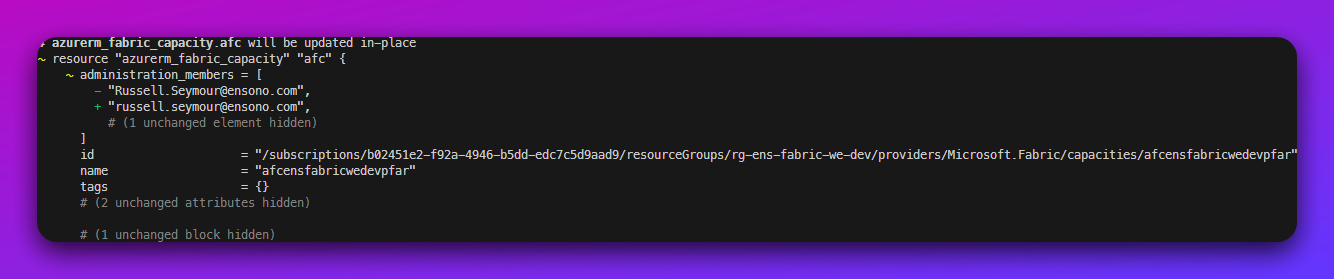 # azurerm_fabric_capacity.afc will be updated in-place
~ resource "azurerm_fabric_capacity" "afc" {
~ administration_members = [
- "Russell.Seymour@ensono.com",
+ "russell.seymour@ensono.com",
# (1 unchanged element hidden)
]
id = "/subscriptions/b02451e2-f92a-4946-b5dd-edc7c5d9aad9/resourceGroups/rg-ens-fabric-we-dev/providers/Microsoft.Fabric/capacities/afcensfabricwedevpfar"
name = "afcensfabricwedevpfar"
tags = {}
# (2 unchanged attributes hidden)
# (1 unchanged block hidden)